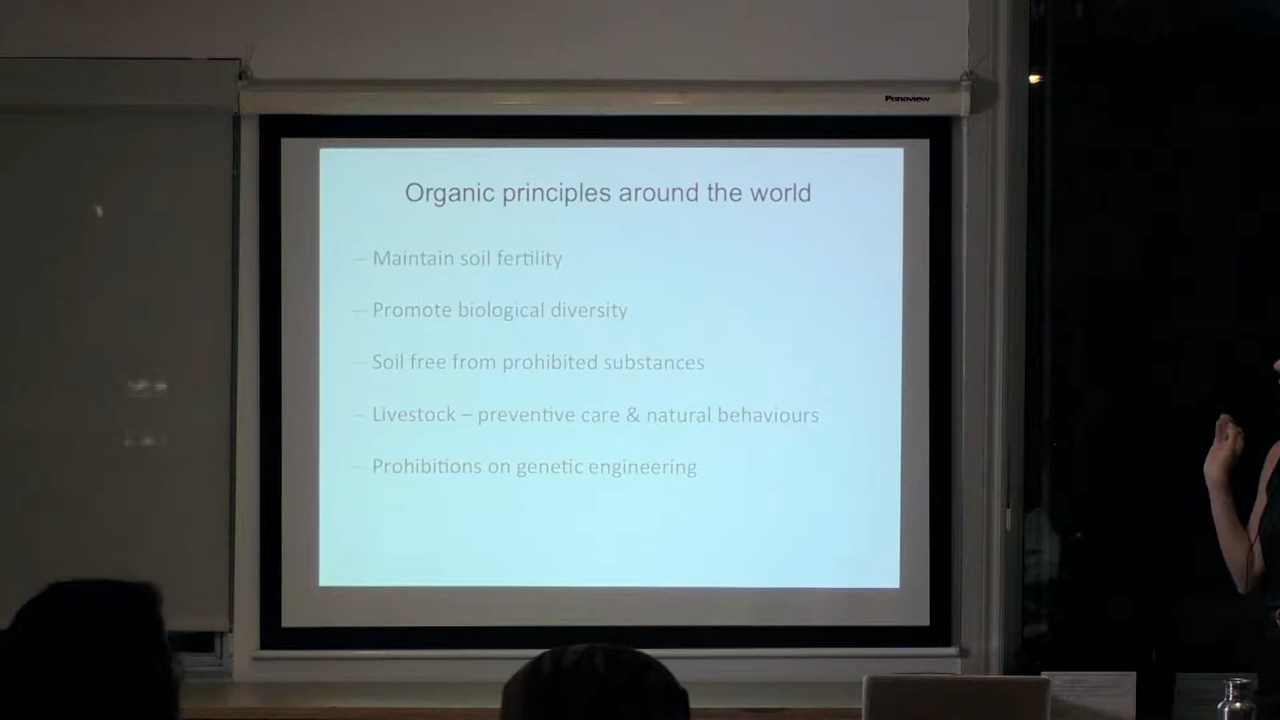 Panoview
Organic principles around the world
– Maintain soil fertility
– Promote biological diversity
– Soil free from prohibited substances
– Livestock – preventive care & natural behaviours
– Prohibitions on genetic engineering